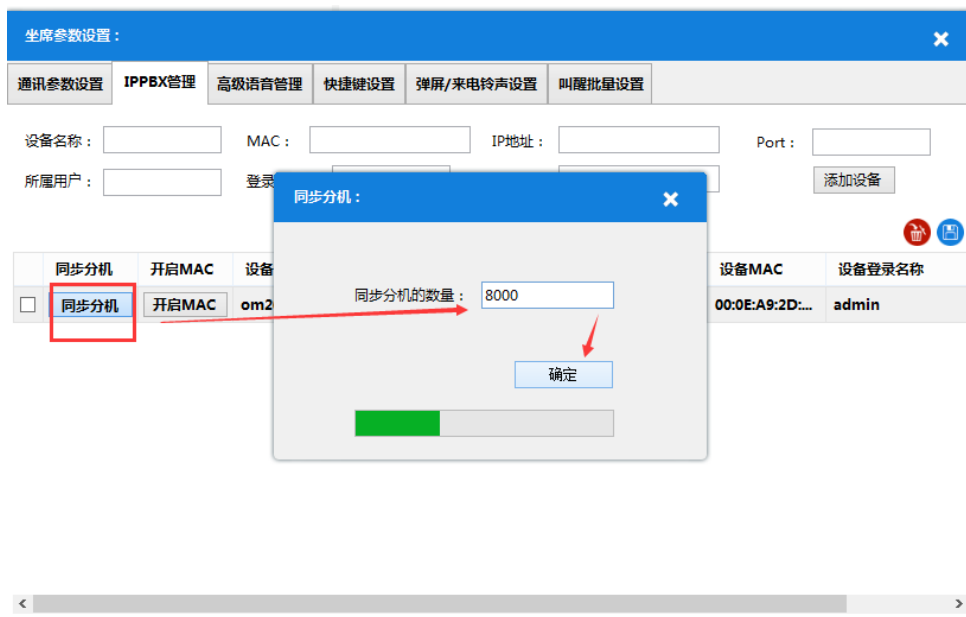 坐席参数设置：
通讯参数设置 IPPBX管理 高级语音管理 快捷键设置 弹屏/来电铃声设置 叫醒批量设置
设备名称： MAC： IP地址： Port：
所属用户： 登录 添加设备
同步分机：
同步分机 开启MAC 设备 设备MAC 设备登录名称
同步分机 开启MAC om2 00:0E:A9:2D:... admin
同步分机的数量： 8000
确定